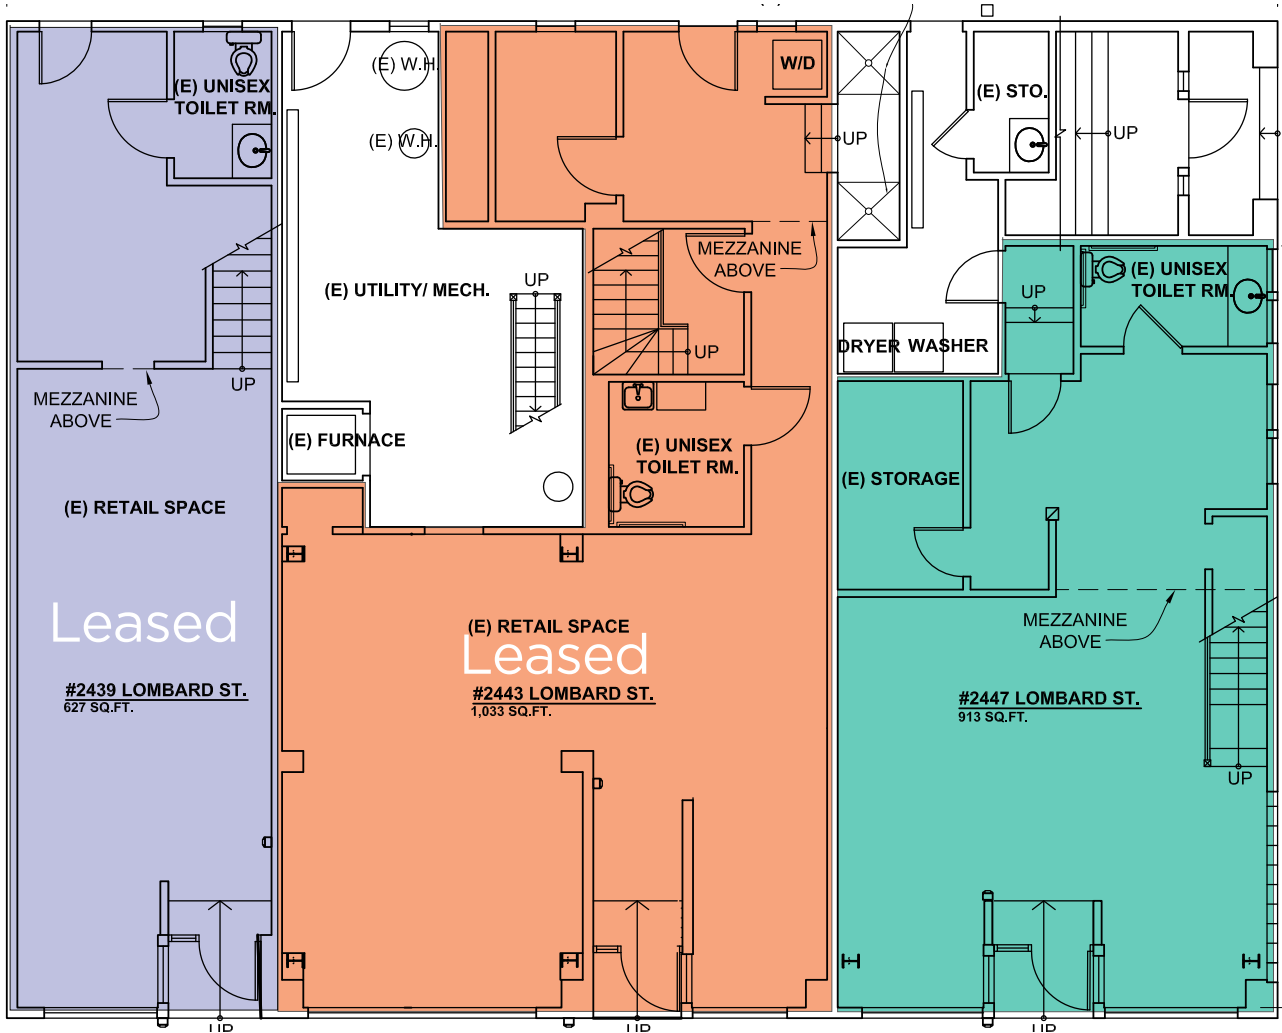 (E) UNISEX
TOILET RM.
(E) W.H.
(E) W.H.
W/D
UP
(E) STO.
UP
MEZZANINE
ABOVE
(E) UNISEX
TOILET RM.
(E) UTILITY/ MECH.
UP
UP
UP
DRYER WASHER
UP
MEZZANINE
ABOVE
(E) FURNACE
(E) UNISEX
TOILET RM.
(E) STORAGE
(E) RETAIL SPACE
Leased
#2439 LOMBARD ST.
627 SQ.FT.
(E) RETAIL SPACE
Leased
#2443 LOMBARD ST.
1,033 SQ.FT.
MEZZANINE
ABOVE
#2447 LOMBARD ST.
913 SQ.FT.
UP
UP
UP
UP